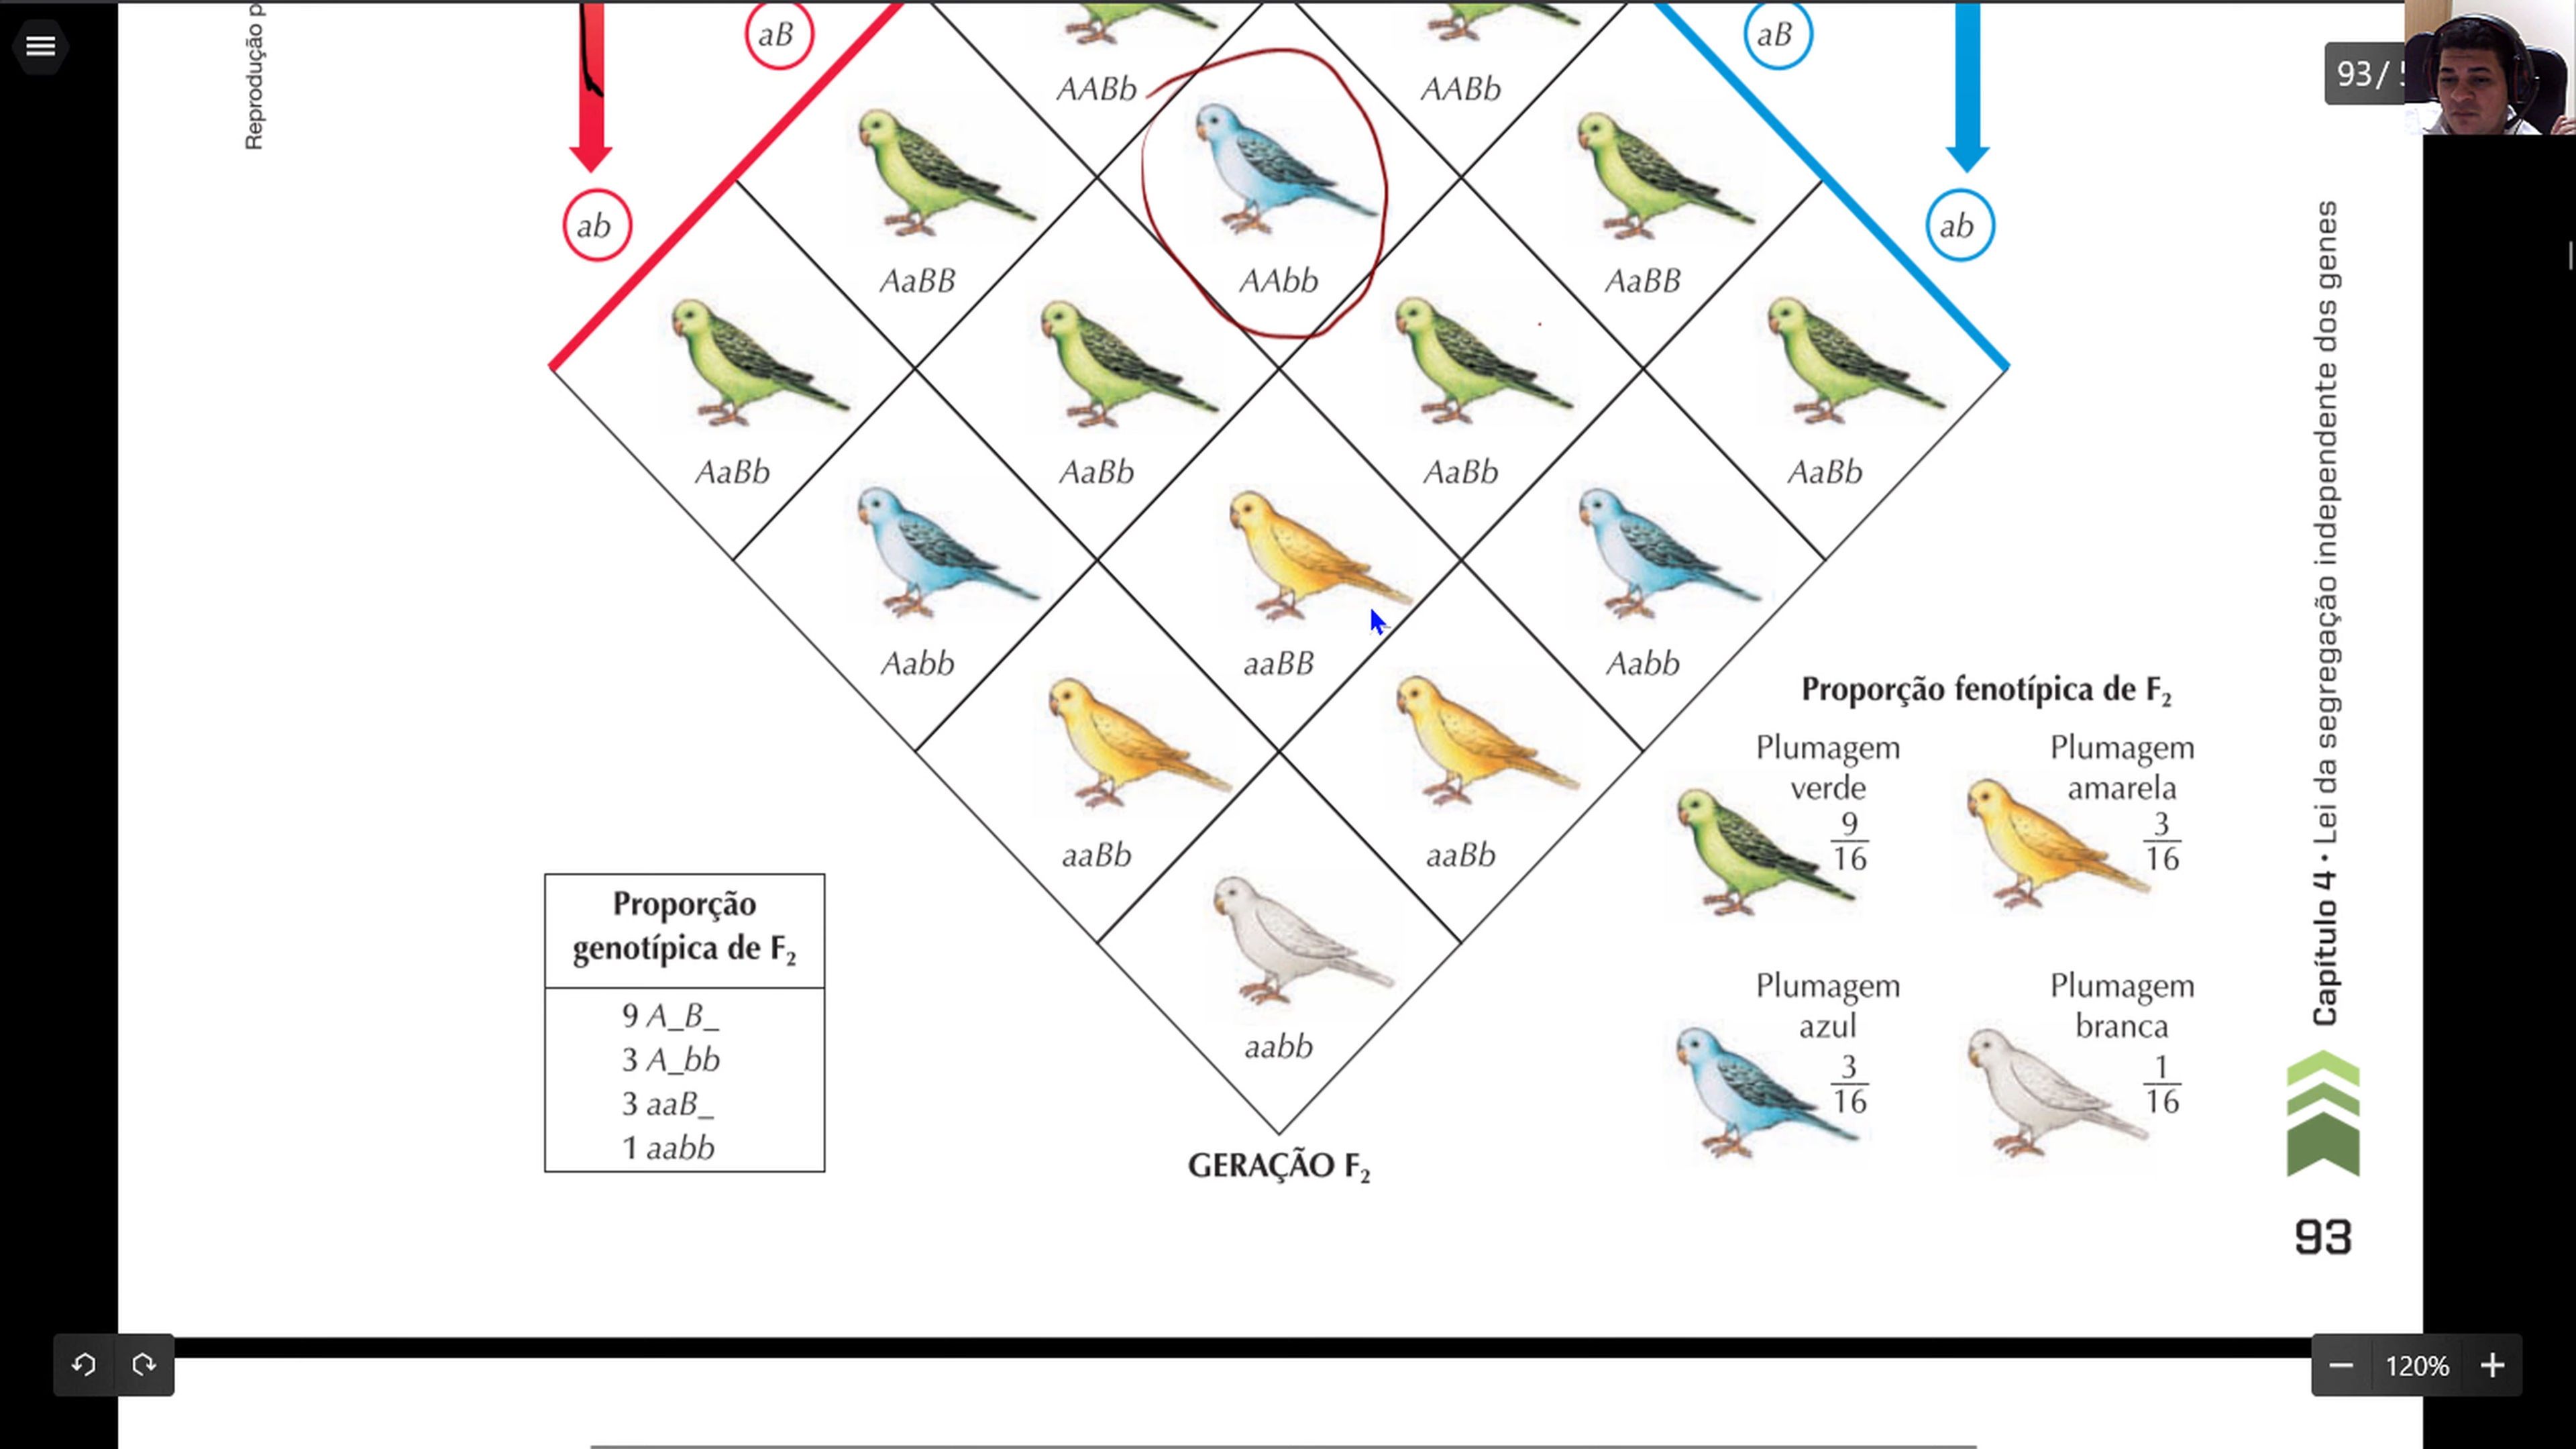 Reprodução p
aB
aB
93/
AABb
AABb
ab
ab
AaBB
AAbb
AaBB
AaBb
AaBb
AaBb
AaBb
Aabb
aaBB
Aabb
aaBb
aaBb
aabb
GERAÇÃO F₂
Proporção
genotípica de F₂
9 A_B_
3 A_bb
3 aaB_
1 aabb
Proporção fenotípica de F₂
Plumagem
verde
9
16
Plumagem
amarela
3
16
Plumagem
azul
3
16
Plumagem
branca
1
16
Capítulo 4 • Lei da segregação independente dos genes
93
120%